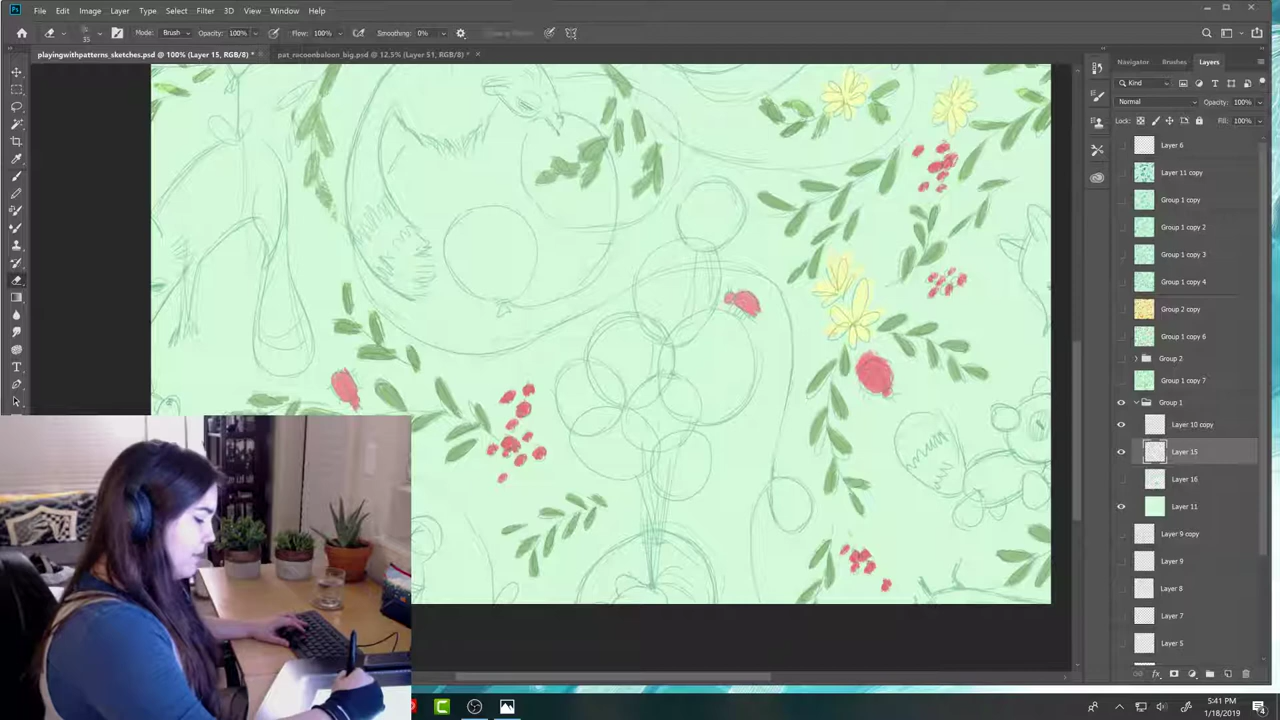 File Edit Image Layer Type Select Filter 3D View Window Help
Mode: Brush Opacity: 100% Flow: 100% Smoothing: 0%
playingwithpatterns_sketches.psd @ 100% (Layer 15, RGB/8) * × pat_racoonbaloon_big.psd @ 12.5% (Layer 51, RGB/8) * ×
Navigator Brushes Layers
Kind
Normal Opacity: 100%
Lock: Fill: 100%
Layer 6
Layer 11 copy
Group 1 copy
Group 1 copy 2
Group 1 copy 3
Group 1 copy 4
Group 2 copy
Group 1 copy 6
Group 2
Group 1 copy 7
Group 1
Layer 10 copy
Layer 15
Layer 16
Layer 11
Layer 9 copy
Layer 9
Layer 8
Layer 7
Layer 5
5:41 PM
1/18/2019